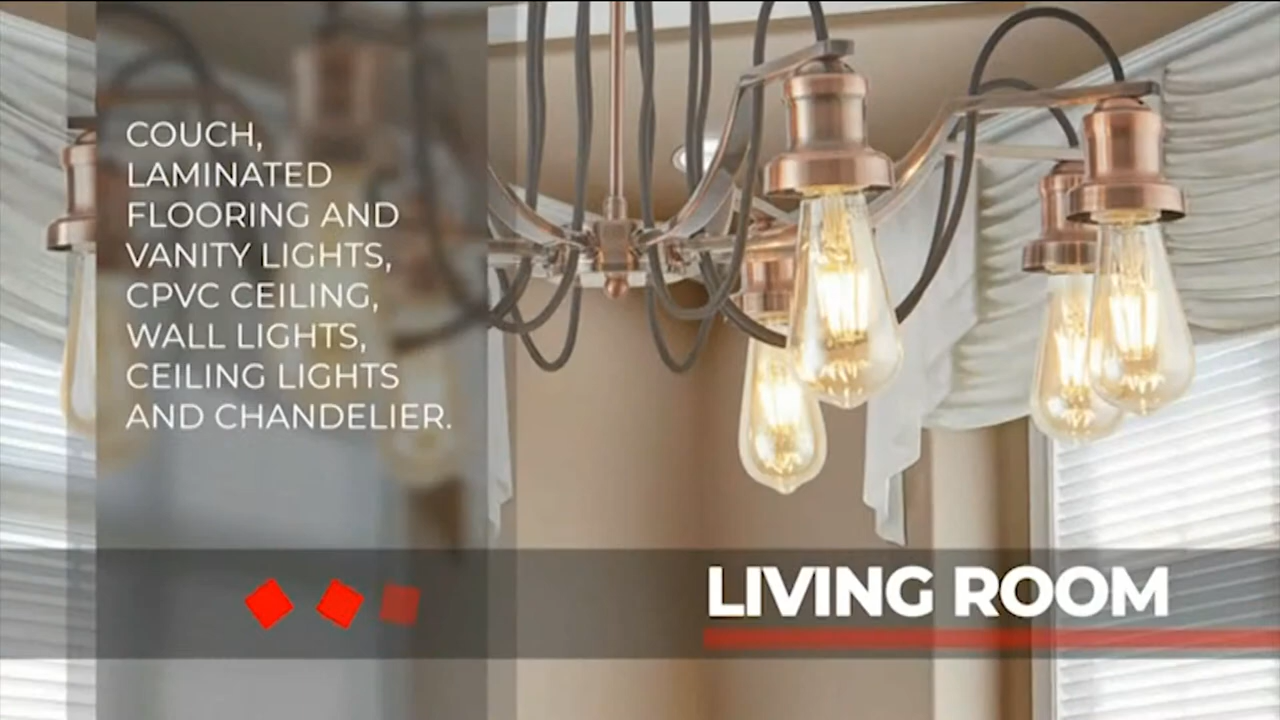 COUCH,
LAMINATED
FLOORING AND
VANITY LIGHTS,
CPVC CEILING,
WALL LIGHTS,
CEILING LIGHTS
AND CHANDELIER.
LIVING ROOM